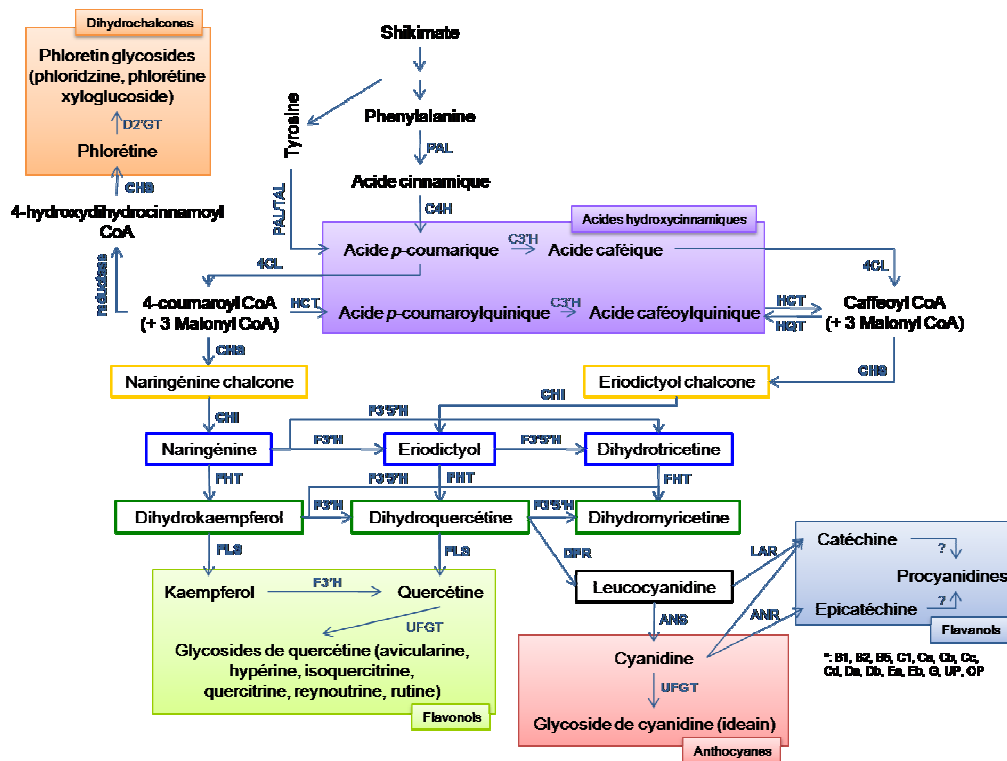 Dihydrochalcones
Phloretin glycosides
(phloridzine, phlorétine
xyloglucoside)
D2'GT
Phlorétine
CHS
4-hydroxydihydrocinnamoyl
CoA
réductase
Shikimate
Tyrosine
Phenylalanine
PAL
Acide cinnamique
PAL/TAL
C4H
Acides hydroxycinnamiques
Acide p-coumarique
C3'H
Acide caféique
4CL
4CL
4-coumaroyl CoA
(+ 3 Malonyl CoA)
HCT
Acide p-coumaroylquinique
C3'H
Acide caféoylquinique
HCT
HQT
Caffeoyl CoA
(+ 3 Malonyl CoA)
CHS
CHS
Naringénine chalcone
Eriodictyol chalcone
CHI
CHI
F3'5'H
Naringénine
F3'H
Eriodictyol
F3'5'H
Dihydrotricetine
FHT
F3'5'H
FHT
FHT
Dihydrokaempferol
F3'H
Dihydroquercétine
F3'5'H
Dihydromyricetine
FLS
FLS
DFR
LAR
Leucocyanidine
Catéchine
?
Procyanidines
?
Epicatéchine
Flavanols
*: B1, B2, B5, C1, Ca, Cb, Cc,
Cd, Da, Db, Ea, Eb, G, UP, OP
Kaempferol
F3'H
Quercétine
UFGT
Glycosides de quercétine (avicularine,
hypérine, isoquercitrine,
quercitrine, reynoutrine, rutine)
Flavonols
ANS
ANR
Cyanidine
UFGT
Glycoside de cyanidine (ideain)
Anthocyanes